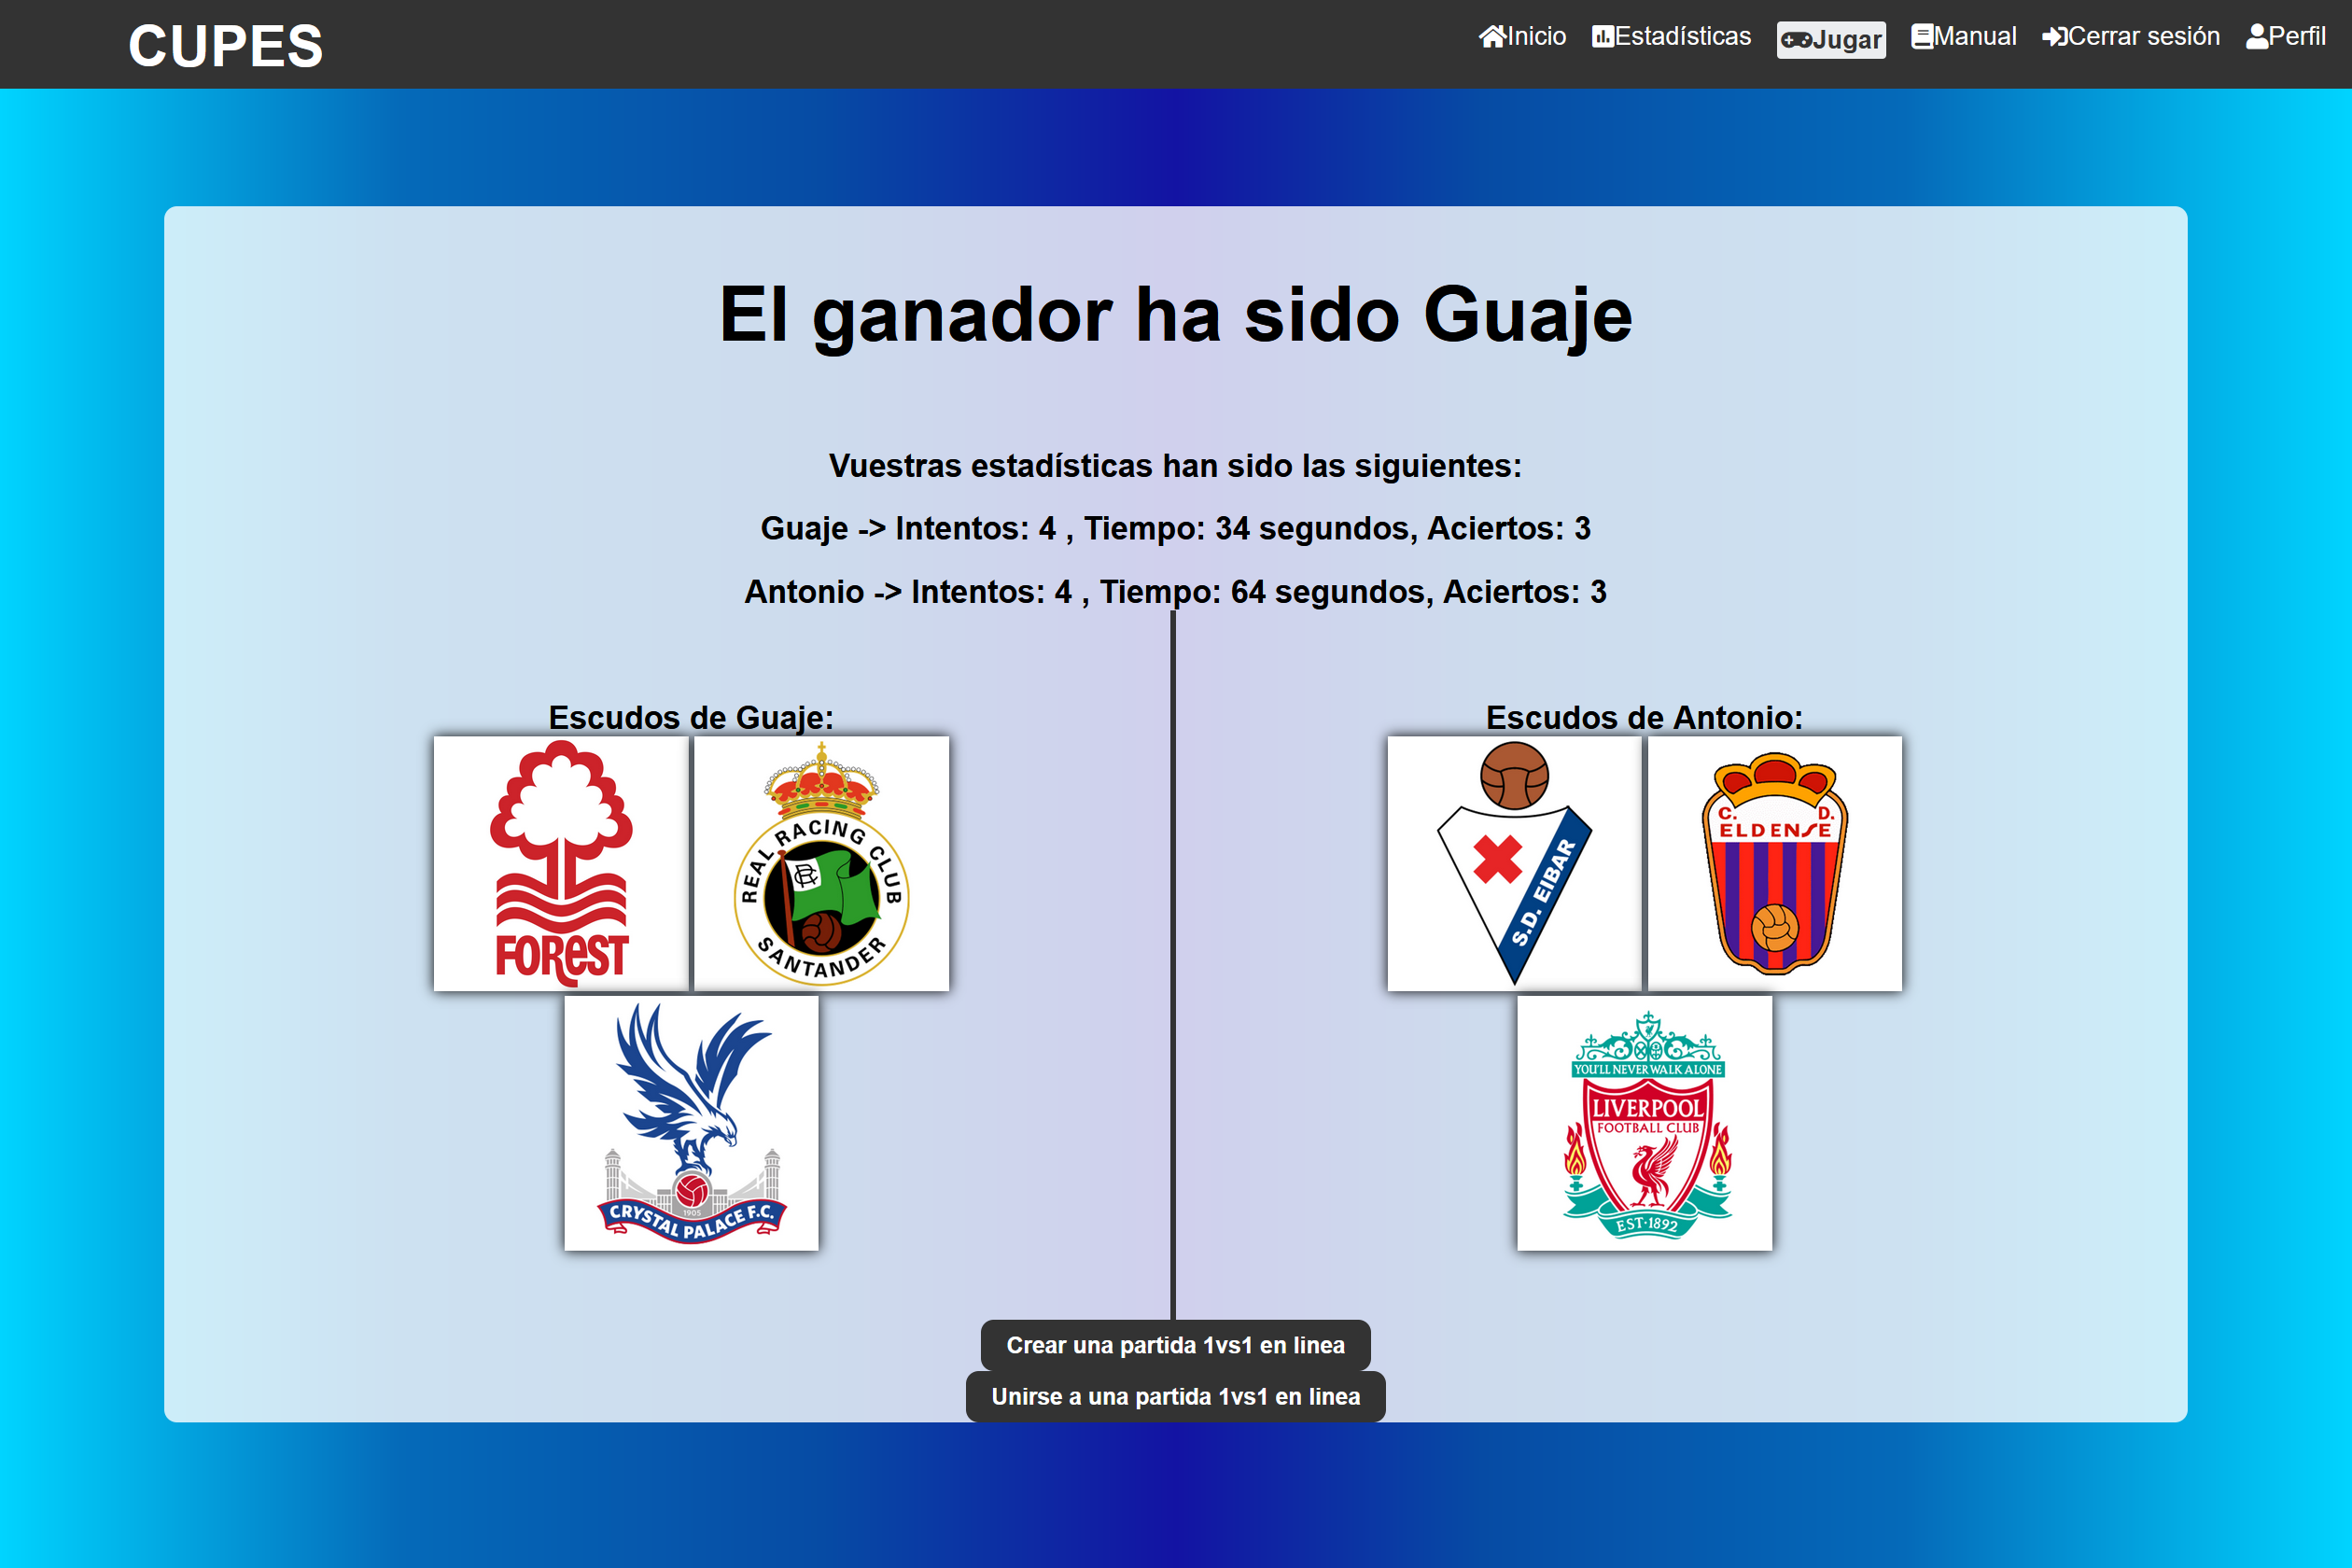 CUPES
Inicio Estadísticas Jugar Manual Cerrar sesión Perfil
El ganador ha sido Guaje
Vuestras estadísticas han sido las siguientes:
Guaje -> Intentos: 4 , Tiempo: 34 segundos, Aciertos: 3
Antonio -> Intentos: 4 , Tiempo: 64 segundos, Aciertos: 3
Escudos de Guaje:
FOREST
REAL RACING CLUB
SANTANDER
1905
CRYSTAL PALACE F.C.
Escudos de Antonio:
S.D. EIBAR
C. D.
ELDENSE
YOU'LL NEVER WALK ALONE
LIVERPOOL
FOOTBALL CLUB
EST·1892
Crear una partida 1vs1 en linea
Unirse a una partida 1vs1 en linea